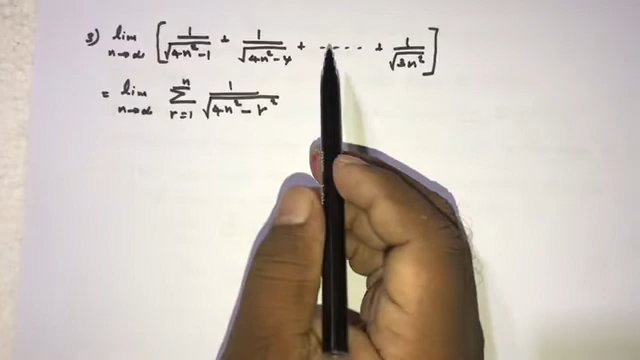 3) lim n→∞ [ 1/√(4n²-1) + 1/√(4n²-4) + ..... + 1/√(3n²) ]
= lim n→∞ ∑ r=1 n 1/√(4n²-r²)